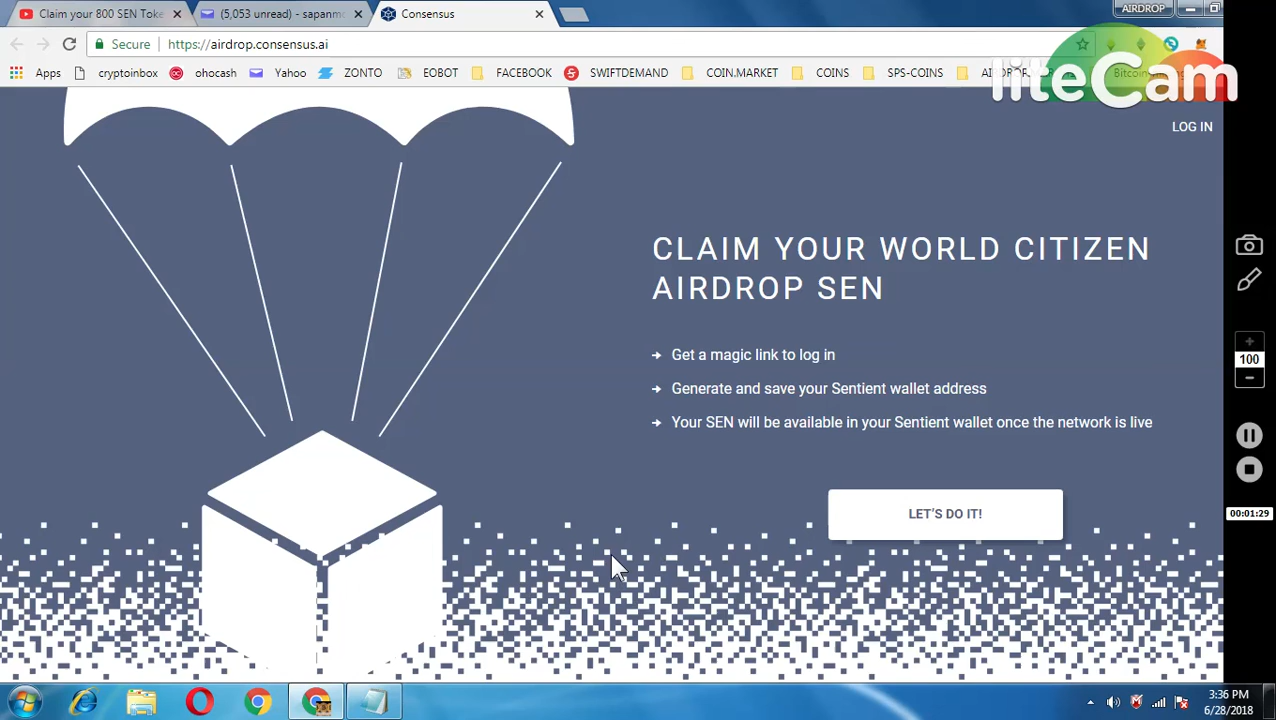 Claim your 800 SEN Toke
(5,053 unread) - sapanmo
Consensus
AIRDROP
Secure
https://airdrop.consensus.ai
Apps
cryptoinbox
ohocash
Yahoo
EOBOT
FACEBOOK
SWIFTDEMAND
COIN.MARKET
COINS
SPS-COINS
liteCam
LOG IN
CLAIM YOUR WORLD CITIZEN
AIRDROP SEN
Get a magic link to log in
Generate and save your Sentient wallet address
Your SEN will be available in your Sentient wallet once the network is live
LET'S DO IT!
100
00:01:29
3:36 PM
6/28/2018